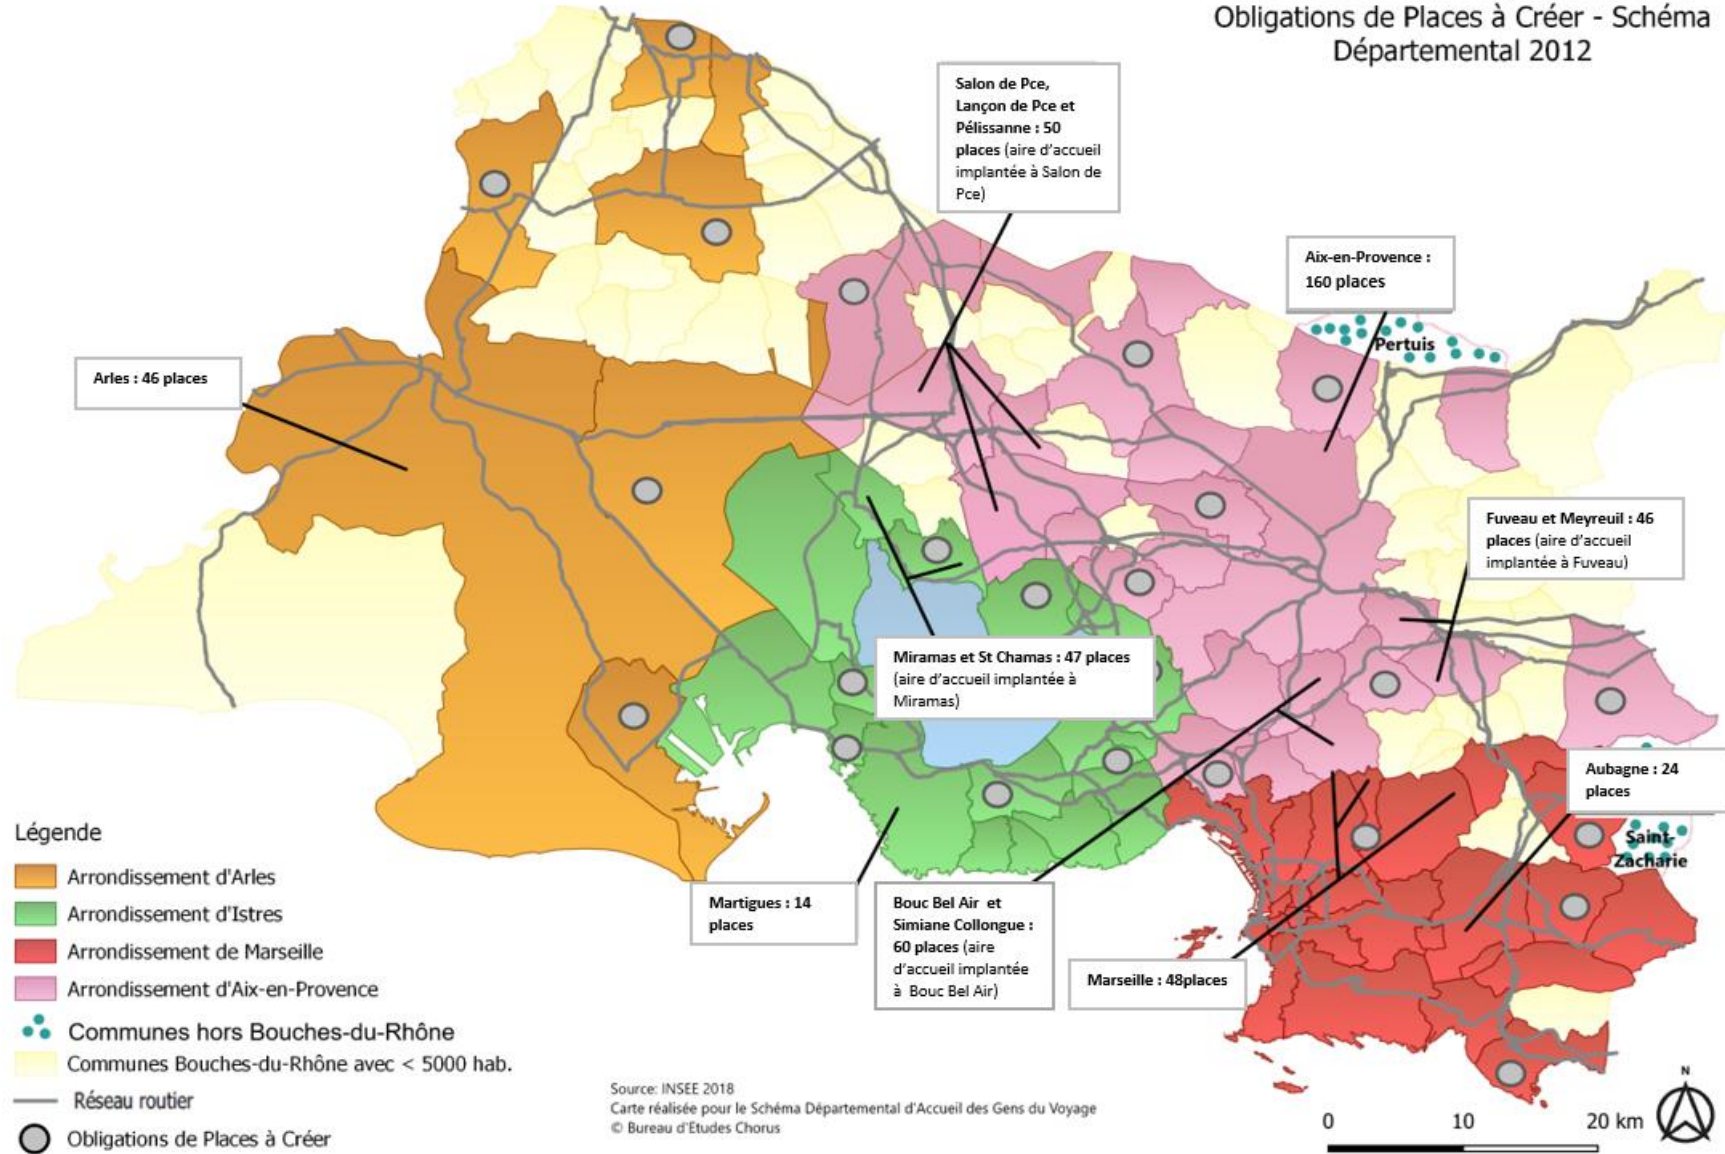 Obligations de Places à Créer - Schéma
Départemental 2012
Salon de Pce,
Lançon de Pce et
Pélissanne : 50
places (aire d'accueil
implantée à Salon de
Pce)
Aix-en-Provence :
160 places
Pertuis
Arles : 46 places
Fuveau et Meyreuil : 46
places (aire d'accueil
implantée à Fuveau)
Miramas et St Chamas : 47 places
(aire d'accueil implantée à
Miramas)
Aubagne : 24
places
Saint-
Zacharie
Martigues : 14
places
Bouc Bel Air et
Simiane Collongue :
60 places (aire
d'accueil implantée
à Bouc Bel Air)
Marseille : 48places
Légende
Arrondissement d'Arles
Arrondissement d'Istres
Arrondissement de Marseille
Arrondissement d'Aix-en-Provence
Communes hors Bouches-du-Rhône
Communes Bouches-du-Rhône avec < 5000 hab.
Réseau routier
Obligations de Places à Créer
Source: INSEE 2018
Carte réalisée pour le Schéma Départemental d'Accueil des Gens du Voyage
© Bureau d'Etudes Chorus
N
0 10 20 km